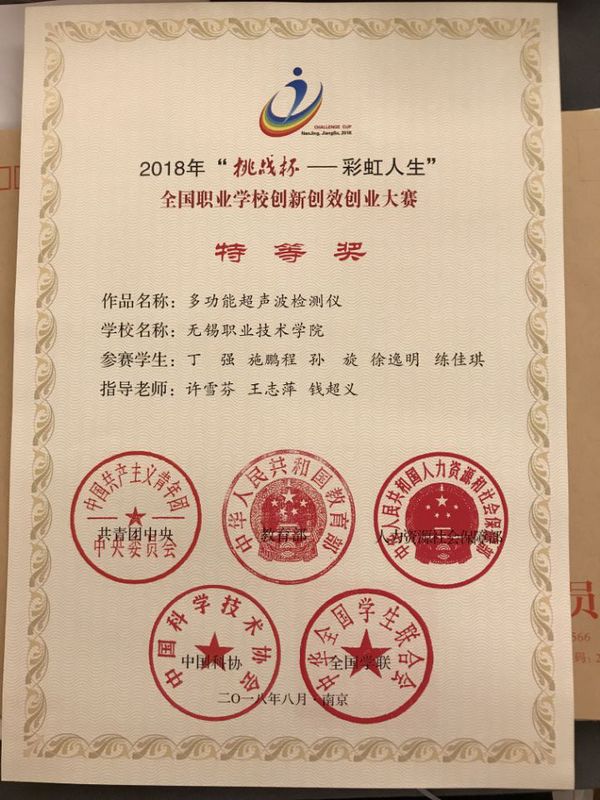 CHALLENGE CUP
NanJing, JiangSu, 2018
2018年“挑战杯——彩虹人生”
全国职业学校创新创效创业大赛
特等奖
作品名称：多功能超声波检测仪
学校名称：无锡职业技术学院
参赛学生：丁 强 施鹏程 孙 旋 徐逸明 练佳琪
指导老师：许雪芬 王志萍 钱超义
中国共产主义青年团
中央委员会
共青团中央
中华人民共和国教育部
教育部
中华人民共和国人力资源和社会保障部
人力资源社会保障部
中国科学技术协会
中国科协
中华全国学生联合会
全国学联
二〇一八年八月·南京
员
566
码：2